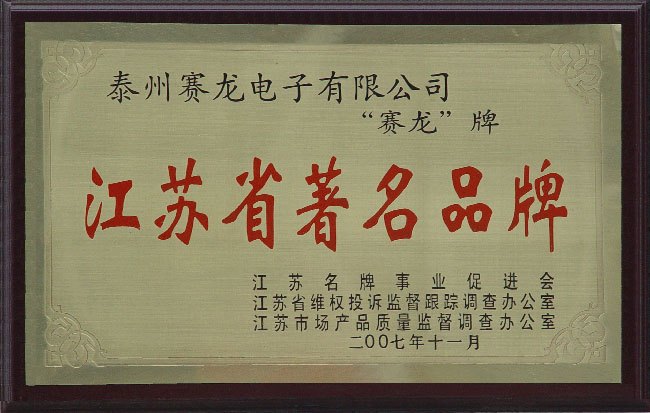 泰州赛龙电子有限公司
“赛龙”牌
江苏省著名品牌
江苏名牌事业促进会
江苏省维权投诉监督跟踪调查办公室
江苏市场产品质量监督调查办公室
二00七年十一月